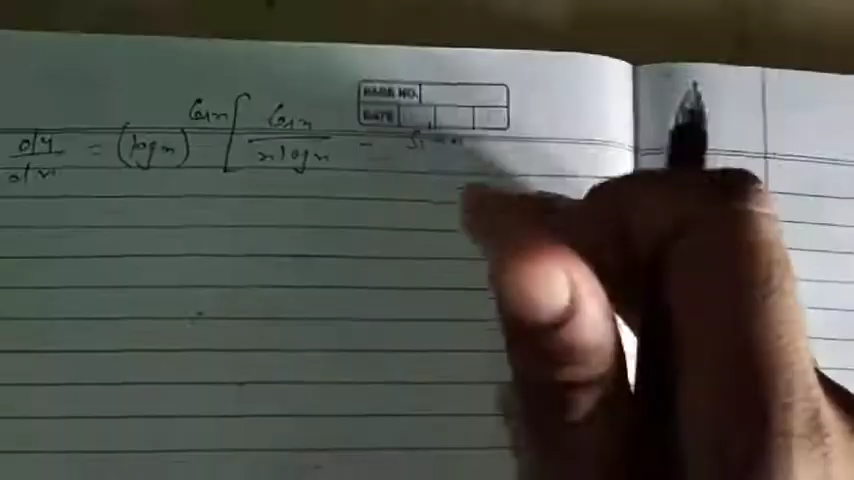 PAGE NO.
DATE
dy/dx = (log x)^cos x [ cos x / x log x - Sin x